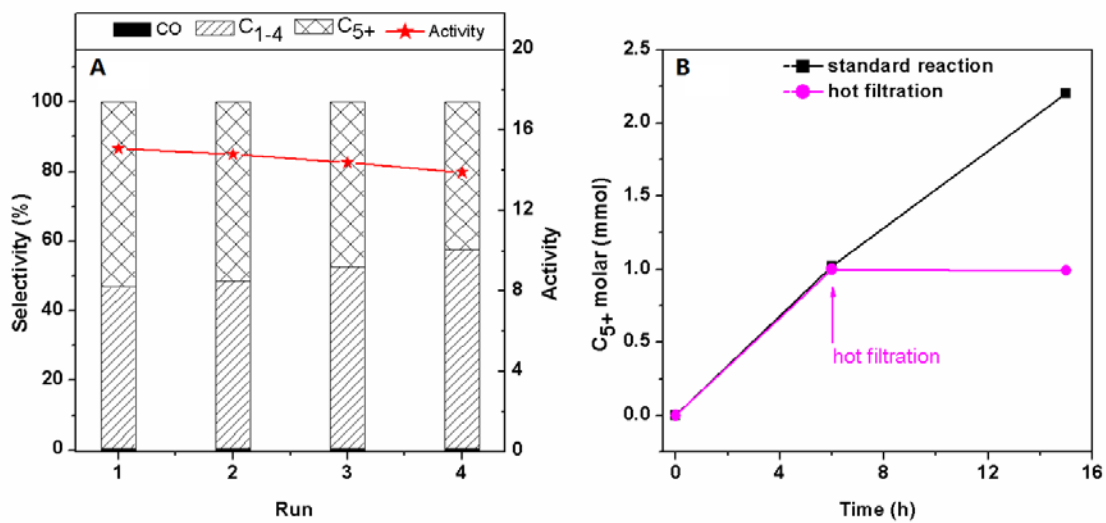 CO C1-4 C5+ Activity
A
Selectivity (%)
100
80
60
40
20
0
20
16
12
8
4
0
Activity
1 2 3 4
Run
B
standard reaction
hot filtration
C5+ molar (mmol)
2.5
2.0
1.5
1.0
0.5
0.0
hot filtration
0 4 8 12 16
Time (h)